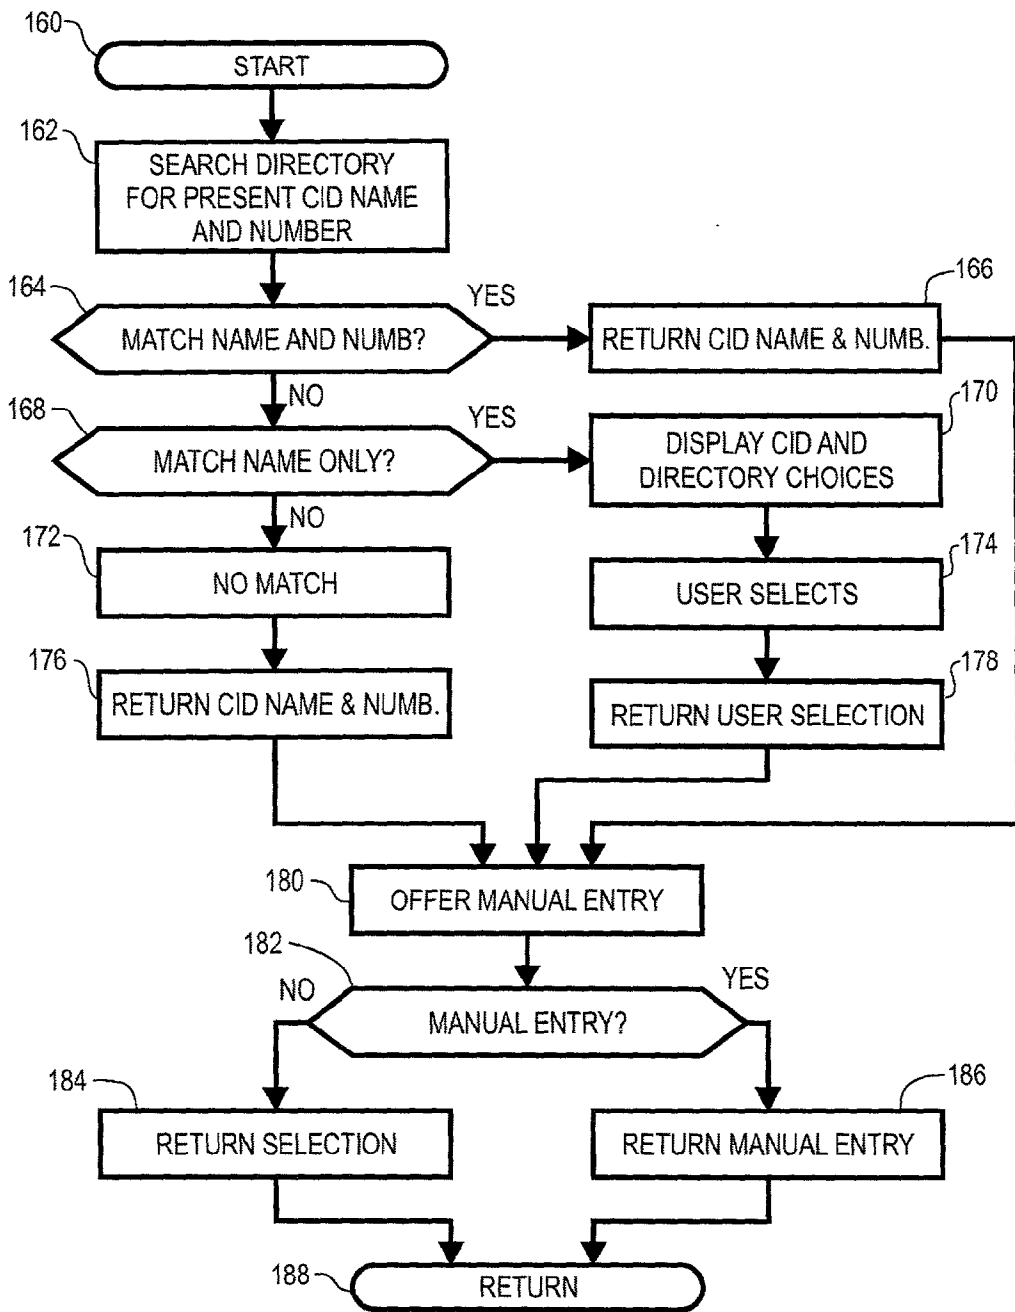 160
START
162
SEARCH DIRECTORY
FOR PRESENT CID NAME
AND NUMBER
164
MATCH NAME AND NUMB?
YES
166
RETURN CID NAME & NUMB.
NO
168
MATCH NAME ONLY?
YES
170
DISPLAY CID AND
DIRECTORY CHOICES
NO
172
NO MATCH
174
USER SELECTS
176
RETURN CID NAME & NUMB.
178
RETURN USER SELECTION
180
OFFER MANUAL ENTRY
182
NO
YES
MANUAL ENTRY?
184
RETURN SELECTION
186
RETURN MANUAL ENTRY
188
RETURN